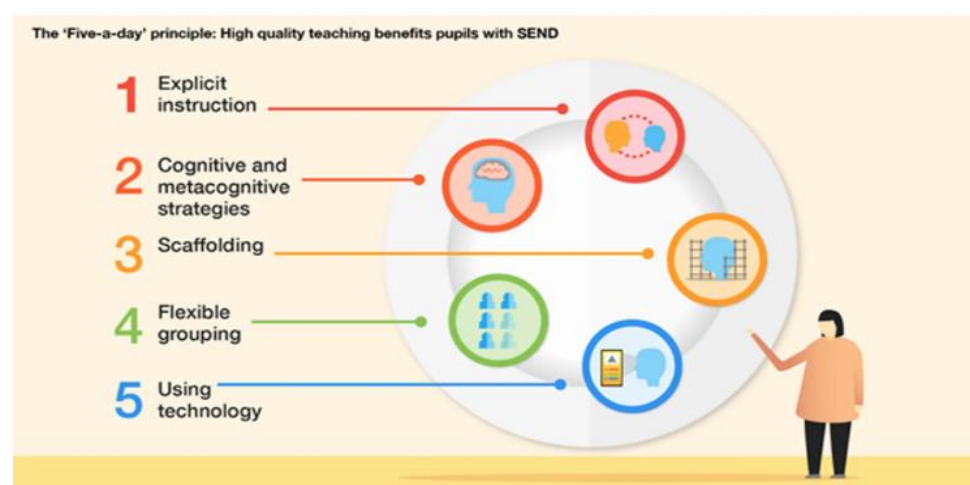 The ‘Five-a-day’ principle: High quality teaching benefits pupils with SEND
1 Explicit
instruction
2 Cognitive and
metacognitive
strategies
3 Scaffolding
4 Flexible
grouping
5 Using
technology